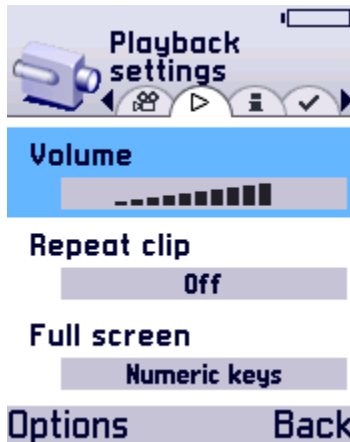 Playback
settings
Volume
Repeat clip
Off
Full screen
Numeric keys
Options Back